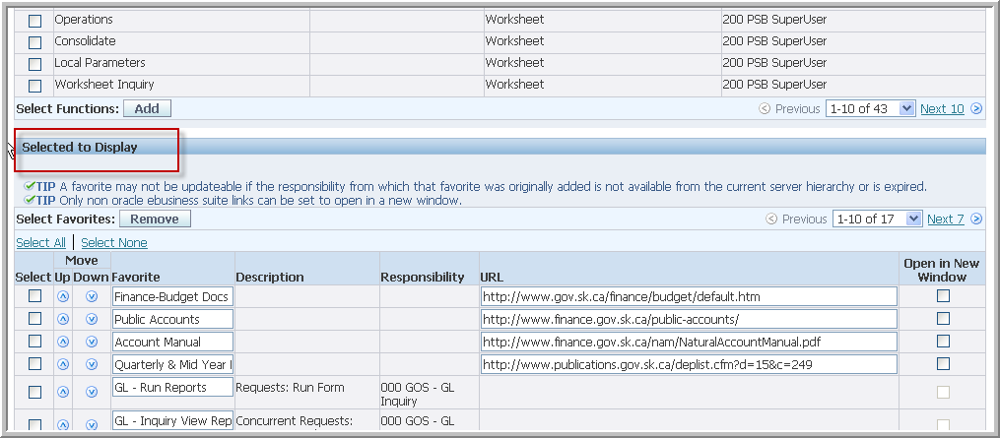 Operations Worksheet 200 PSB SuperUser
Consolidate Worksheet 200 PSB SuperUser
Local Parameters Worksheet 200 PSB SuperUser
Worksheet Inquiry Worksheet 200 PSB SuperUser
Select Functions: Add Previous 1-10 of 43 Next 10
Selected to Display
TIP A favorite may not be updateable if the responsibility from which that favorite was originally added is not available from the current server hierarchy or is expired.
TIP Only non oracle ebusiness suite links can be set to open in a new window.
Select Favorites: Remove Previous 1-10 of 17 Next 7
Select All | Select None
Move Open in New
Select Up Down Favorite Description Responsibility URL Window
Finance-Budget Docs http://www.gov.sk.ca/finance/budget/default.htm
Public Accounts http://www.finance.gov.sk.ca/public-accounts/
Account Manual http://www.finance.gov.sk.ca/nam/NaturalAccountManual.pdf
Quarterly & Mid Year http://www.publications.gov.sk.ca/deplist.cfm?d=15&c=249
GL - Run Reports Requests: Run Form 000 GOS - GL
Inquiry
GL - Inquiry View Rep Concurrent Requests: 000 GOS - GL